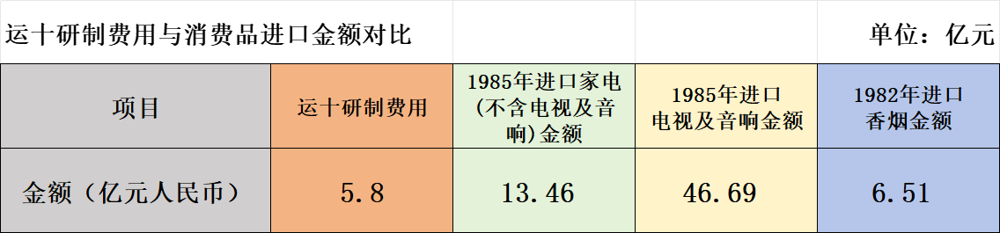 运十研制费用与消费品进口金额对比
单位：亿元
项目
运十研制费用
1985年进口家电
(不含电视及音
响)金额
1985年进口
电视及音响金额
1982年进口
香烟金额
金额（亿元人民币）
5.8
13.46
46.69
6.51